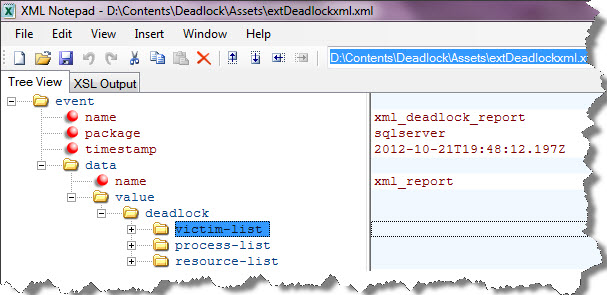 XML Notepad - D:\Contents\Deadlock\Assets\extDeadlockxml.xml
File Edit View Insert Window Help
D:\Contents\Deadlock\Assets\extDeadlockxml.x
Tree View XSL Output
event
name xml_deadlock_report
package sqlserver
timestamp 2012-10-21T19:48:12.197Z
data
name xml_report
value
deadlock
victim-list
process-list
resource-list